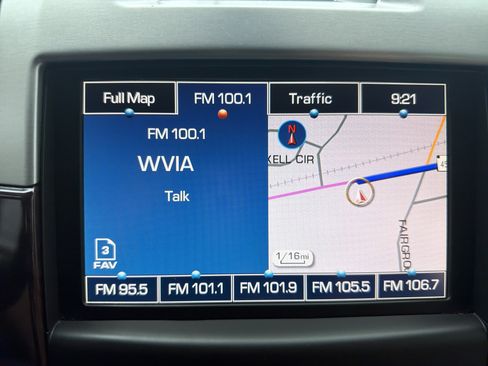 Full Map
FM 100.1
Traffic
9:21
FM 100.1
WVIA
Talk
3
FAV
N
XELL CIR
1/16mi
FM 95.5
FM 101.1
FM 101.9
FM 105.5
FM 106.7